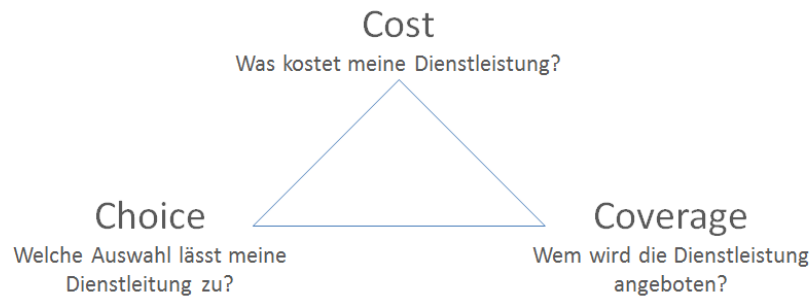 Cost
Was kostet meine Dienstleistung?
Choice
Welche Auswahl lässt meine
Dienstleitung zu?
Coverage
Wem wird die Dienstleistung
angeboten?